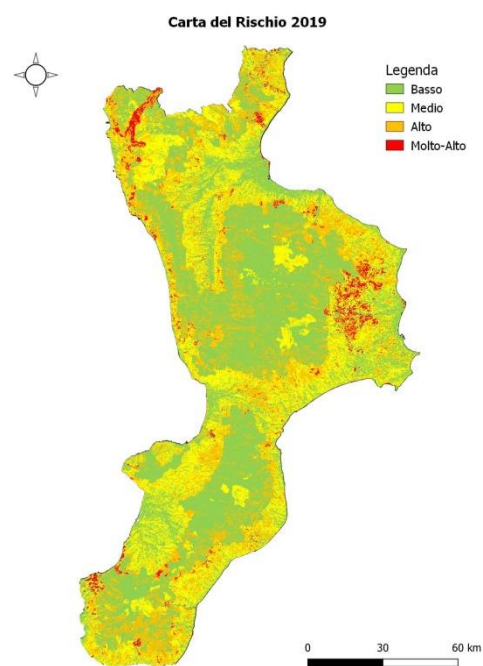 Carta del Rischio 2019
Legenda
Basso
Medio
Alto
Molto-Alto
0 30 60 km